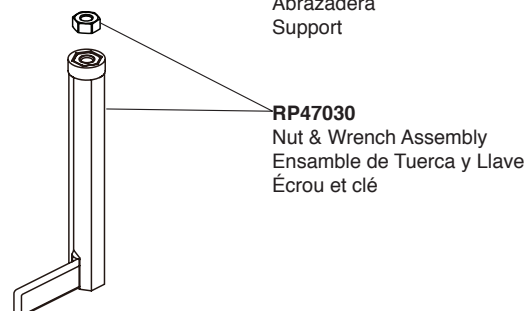 Abrazadera
Support
RP47030
Nut & Wrench Assembly
Ensamble de Tuerca y Llave
Écrou et clé